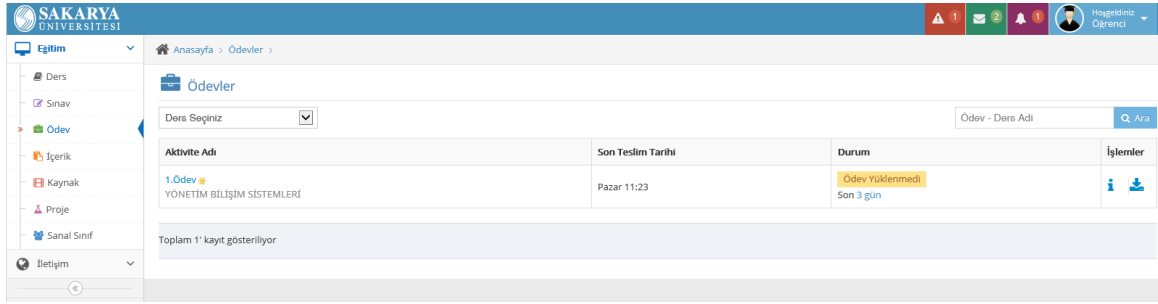 SAKARYA
ÜNİVERSİTESİ
1
2
1
Hoşgeldiniz
Öğrenci
Eğitim
Anasayfa > Ödevler >
Ders
Sınav
Ödev
İçerik
Kaynak
Proje
Sanal Sınıf
İletişim
Ödevler
Ders Seçiniz
Ödev - Ders Adı
Ara
Aktivite Adı
Son Teslim Tarihi
Durum
İşlemler
1.Ödev
YÖNETİM BİLİŞİM SİSTEMLERİ
Pazar 11:23
Ödev Yüklenmedi
Son 3 gün
Toplam 1' kayıt gösteriliyor